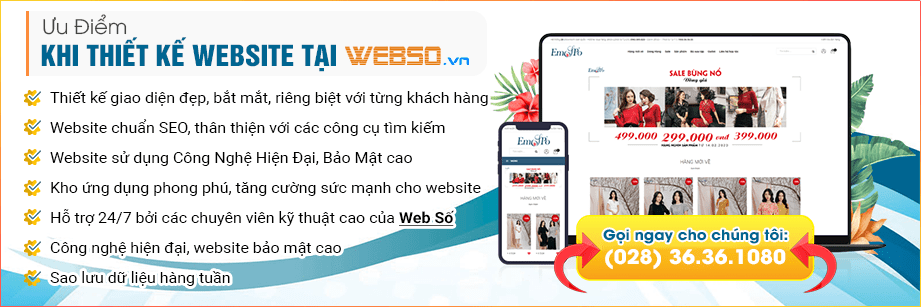 Ưu Điểm
KHI THIẾT KẾ WEBSITE TẠI WEBSO.vn
Thiết kế giao diện đẹp, bắt mắt, riêng biệt với từng khách hàng
Website chuẩn SEO, thân thiện với các công cụ tìm kiếm
Website sử dụng Công Nghệ Hiện Đại, Bảo Mật cao
Kho ứng dụng phong phú, tăng cường sức mạnh cho website
Hỗ trợ 24/7 bởi các chuyên viên kỹ thuật cao của Web Số
Công nghệ hiện đại, website bảo mật cao
Sao lưu dữ liệu hàng tuần
SALE BÙNG NỔ
Đồng giá
499.000 299.000 vnđ 399.000
HÀNG MỚI VỀ
Gọi ngay cho chúng tôi:
(028) 36.36.1080